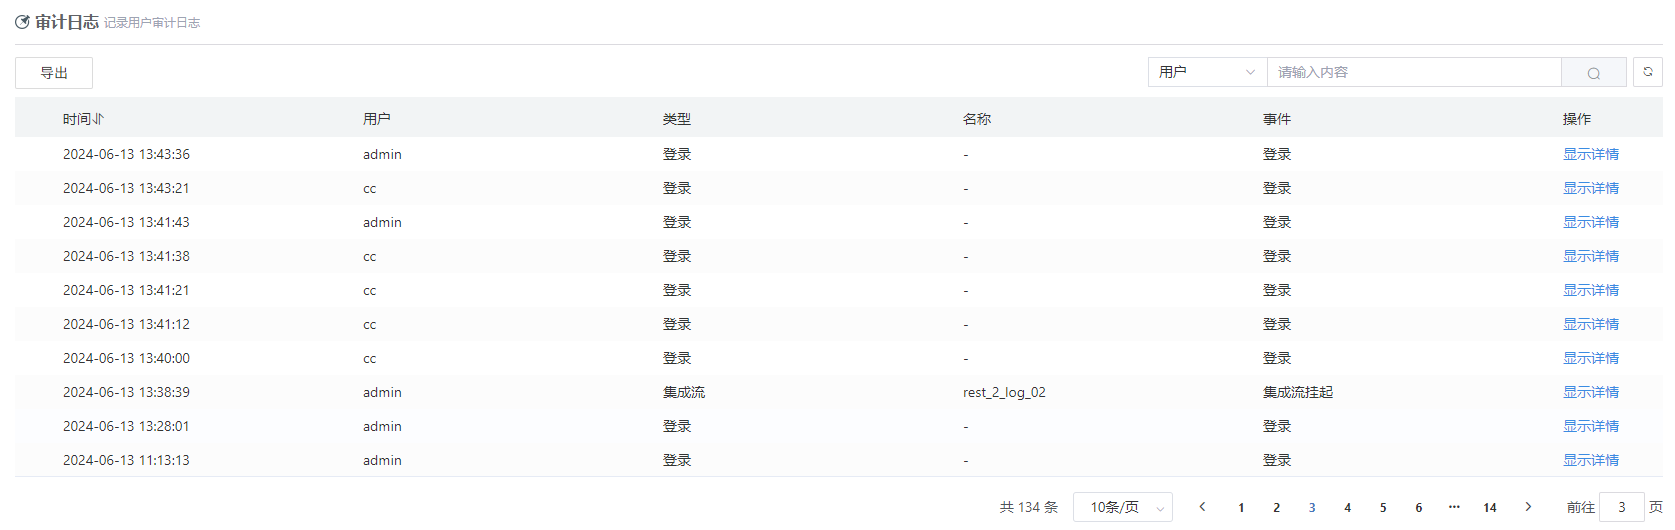 审计日志 记录用户审计日志
导出 用户 请输入内容
时间 用户 类型 名称 事件 操作
2024-06-13 13:43:36 admin 登录 - 登录 显示详情
2024-06-13 13:43:21 cc 登录 - 登录 显示详情
2024-06-13 13:41:43 admin 登录 - 登录 显示详情
2024-06-13 13:41:38 cc 登录 - 登录 显示详情
2024-06-13 13:41:21 cc 登录 - 登录 显示详情
2024-06-13 13:41:12 cc 登录 - 登录 显示详情
2024-06-13 13:40:00 cc 登录 - 登录 显示详情
2024-06-13 13:38:39 admin 集成流 rest_2_log_02 集成流挂起 显示详情
2024-06-13 13:28:01 admin 登录 - 登录 显示详情
2024-06-13 11:13:13 admin 登录 - 登录 显示详情
共 134 条 10条/页 1 2 3 4 5 6 ••• 14 前往 3 页